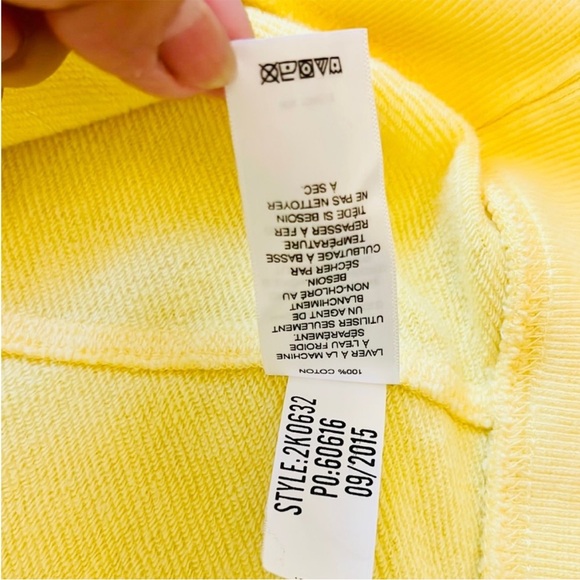 100% COTON
LAVER À LA MACHINE
À L'EAU FROIDE
SÉPARÉMENT.
UTILISER SEULEMENT
UN AGENT DE
BLANCHIMENT
NON-CHLORÉ AU
BESOIN.
SÉCHER PAR
CULBUTAGE À BASSE
TEMPÉRATURE
REPASSER À FER
TIÈDE SI BESOIN
NE PAS NETTOYER
À SEC.
STYLE:2K0632
PO:60616
09/2015